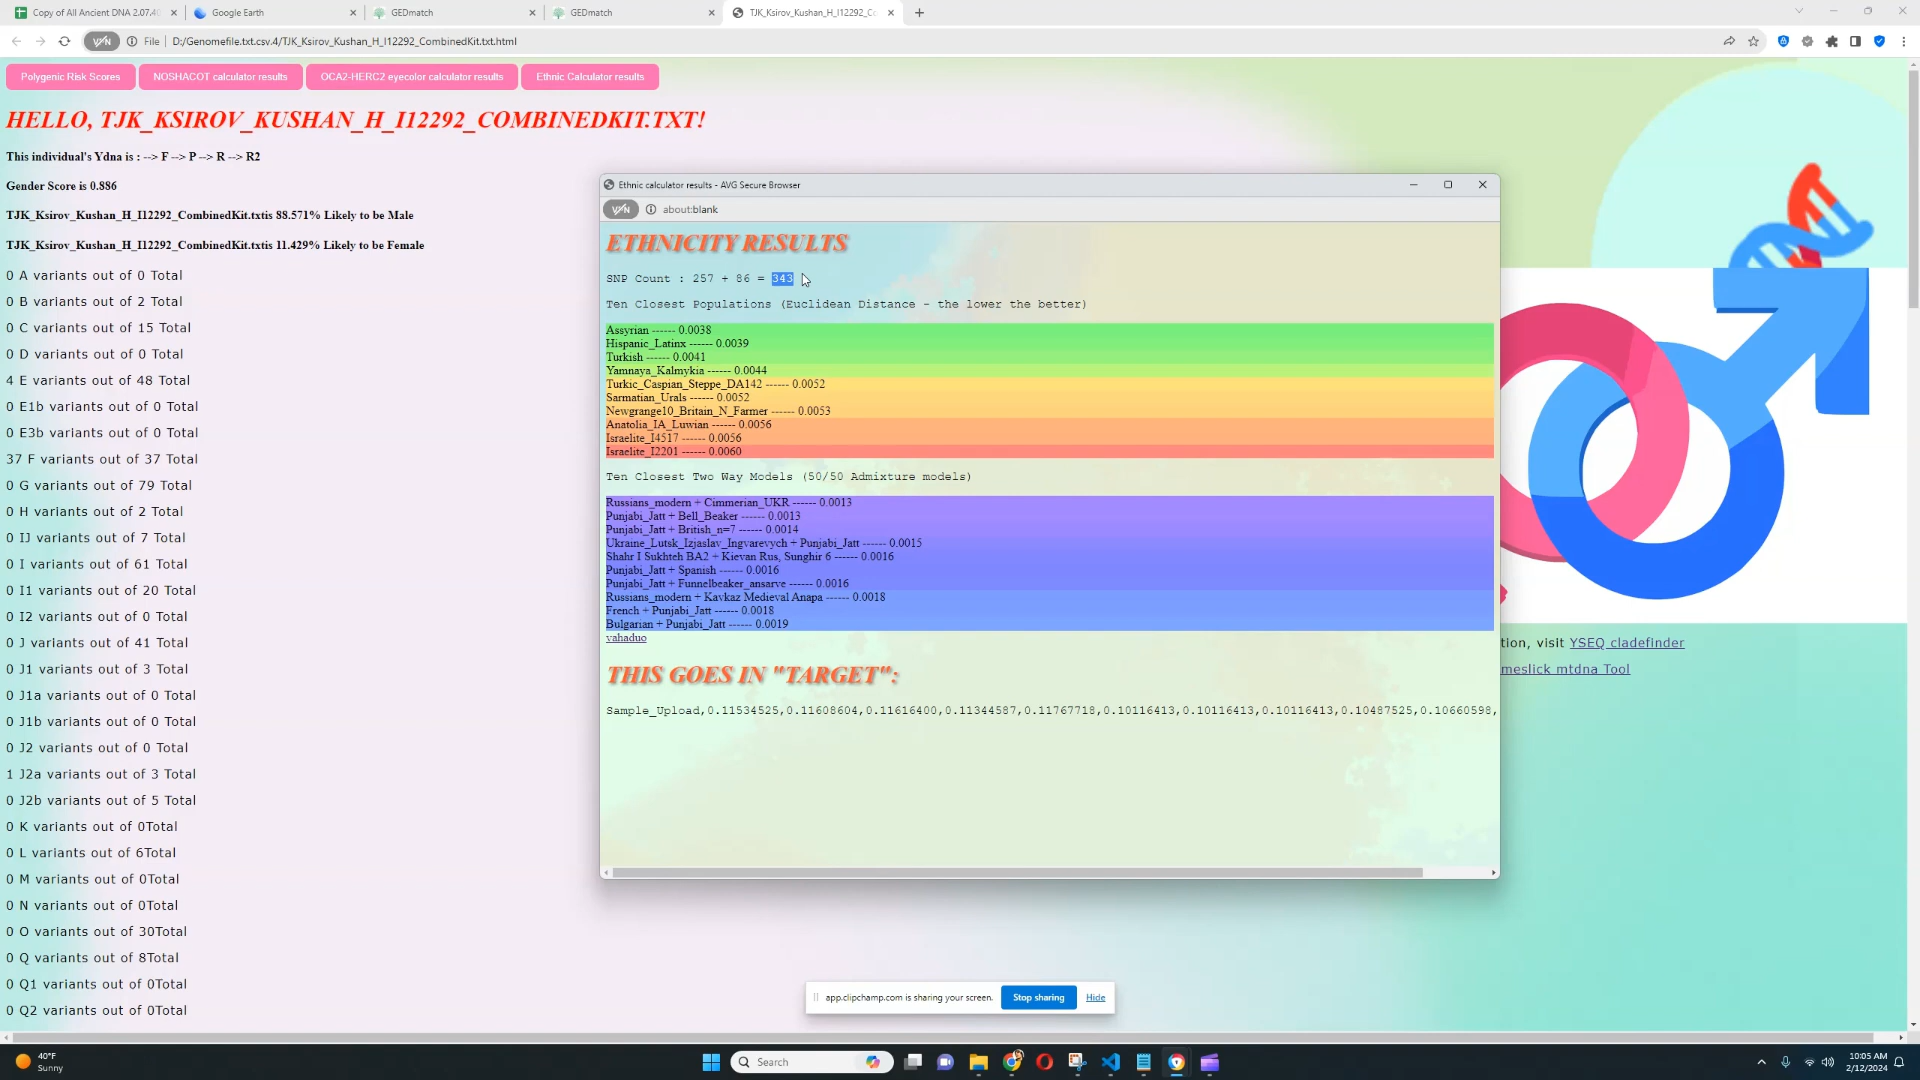 Copy of All Ancient DNA 2.07.40
Google Earth
GEDmatch
GEDmatch
TJK_Ksirov_Kushan_H_I12292_Co
VPN
File
D:/Genomefile.txt.csv.4/TJK_Ksirov_Kushan_H_I12292_CombinedKit.txt.html
Polygenic Risk Scores
NOSHACOT calculator results
OCA2-HERC2 eyecolor calculator results
Ethnic Calculator results
HELLO, TJK_KSIROV_KUSHAN_H_I12292_COMBINEDKIT.TXT!
This individual's Ydna is : --> F --> P --> R --> R2
Gender Score is 0.886
TJK_Ksirov_Kushan_H_I12292_CombinedKit.txtis 88.571% Likely to be Male
TJK_Ksirov_Kushan_H_I12292_CombinedKit.txtis 11.429% Likely to be Female
0 A variants out of 0 Total
0 B variants out of 2 Total
0 C variants out of 15 Total
0 D variants out of 0 Total
4 E variants out of 48 Total
0 E1b variants out of 0 Total
0 E3b variants out of 0 Total
37 F variants out of 37 Total
0 G variants out of 79 Total
0 H variants out of 2 Total
0 IJ variants out of 7 Total
0 I variants out of 61 Total
0 I1 variants out of 20 Total
0 I2 variants out of 0 Total
0 J variants out of 41 Total
0 J1 variants out of 3 Total
0 J1a variants out of 0 Total
0 J1b variants out of 0 Total
0 J2 variants out of 0 Total
1 J2a variants out of 3 Total
0 J2b variants out of 5 Total
0 K variants out of 0Total
0 L variants out of 6Total
0 M variants out of 0Total
0 N variants out of 0Total
0 O variants out of 30Total
0 Q variants out of 8Total
0 Q1 variants out of 0Total
0 Q2 variants out of 0Total
Ethnic calculator results - AVG Secure Browser
VPN
about:blank
ETHNICITY RESULTS
SNP Count : 257 + 86 = 343
Ten Closest Populations (Euclidean Distance - the lower the better)
Assyrian ------ 0.0038
Hispanic_Latinx ------ 0.0039
Turkish ------ 0.0041
Yamnaya_Kalmykia ------ 0.0044
Turkic_Caspian_Steppe_DA142 ------ 0.0052
Sarmatian_Urals ------ 0.0052
Newgrange10_Britain_N_Farmer ------ 0.0053
Anatolia_IA_Luwian ------ 0.0056
Israelite_I4517 ------ 0.0056
Israelite_I2201 ------ 0.0060
Ten Closest Two Way Models (50/50 Admixture models)
Russians_modern + Cimmerian_UKR ------ 0.0013
Punjabi_Jatt + Bell_Beaker ------ 0.0013
Punjabi_Jatt + British_n=7 ------ 0.0014
Ukraine_Lutsk_Izjaslav_Ingvarevych + Punjabi_Jatt ------ 0.0015
Shahr I Sukhteh BA2 + Kievan Rus, Sunghir 6 ------ 0.0016
Punjabi_Jatt + Spanish ------ 0.0016
Punjabi_Jatt + Funnelbeaker_ansarve ------ 0.0016
Russians_modern + Kavkaz Medieval Anapa ------ 0.0018
French + Punjabi_Jatt ------ 0.0018
Bulgarian + Punjabi_Jatt ------ 0.0019
vahaduo
THIS GOES IN "TARGET":
Sample_Upload,0.11534525,0.11608604,0.11616400,0.11344587,0.11767718,0.10116413,0.10116413,0.10116413,0.10487525,0.10660598,
tion, visit YSEQ cladefinder
meslick mtdna Tool
app.clipchamp.com is sharing your screen.
Stop sharing
Hide
40°F
Sunny
Search
10:05 AM
2/12/2024